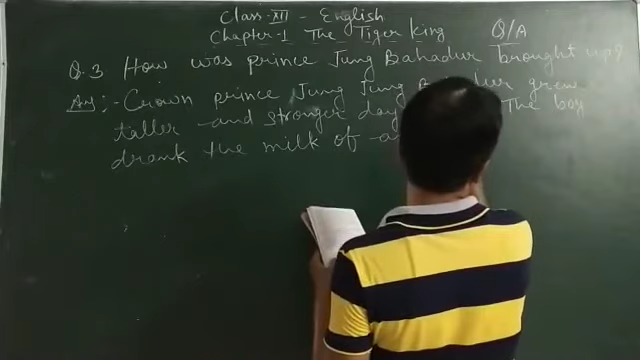 Class-XII - English
Chapter-1 The Tiger King Q/A
Q.3 How was prince Jung Bahadur brought up?
Ans:- Crown prince Jung Jung grew
taller and stronger day The boy
drank the milk of